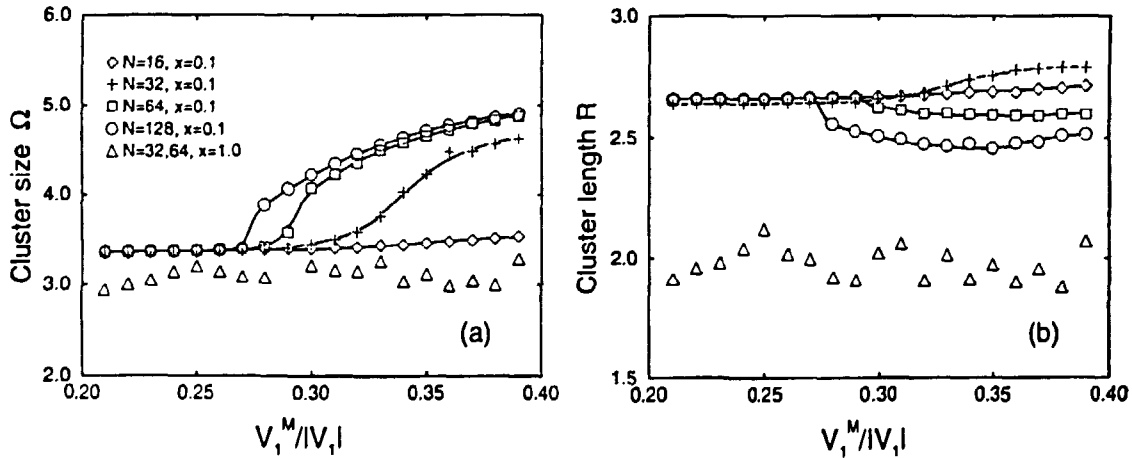 6.0
5.0
4.0
3.0
2.0
Cluster size Ω
N=16, x=0.1
N=32, x=0.1
N=64, x=0.1
N=128, x=0.1
N=32,64, x=1.0
(a)
0.20 0.25 0.30 0.35 0.40
V₁ᴹ/|V₁|
3.0
2.5
2.0
1.5
Cluster length R
(b)
0.20 0.25 0.30 0.35 0.40
V₁ᴹ/|V₁|